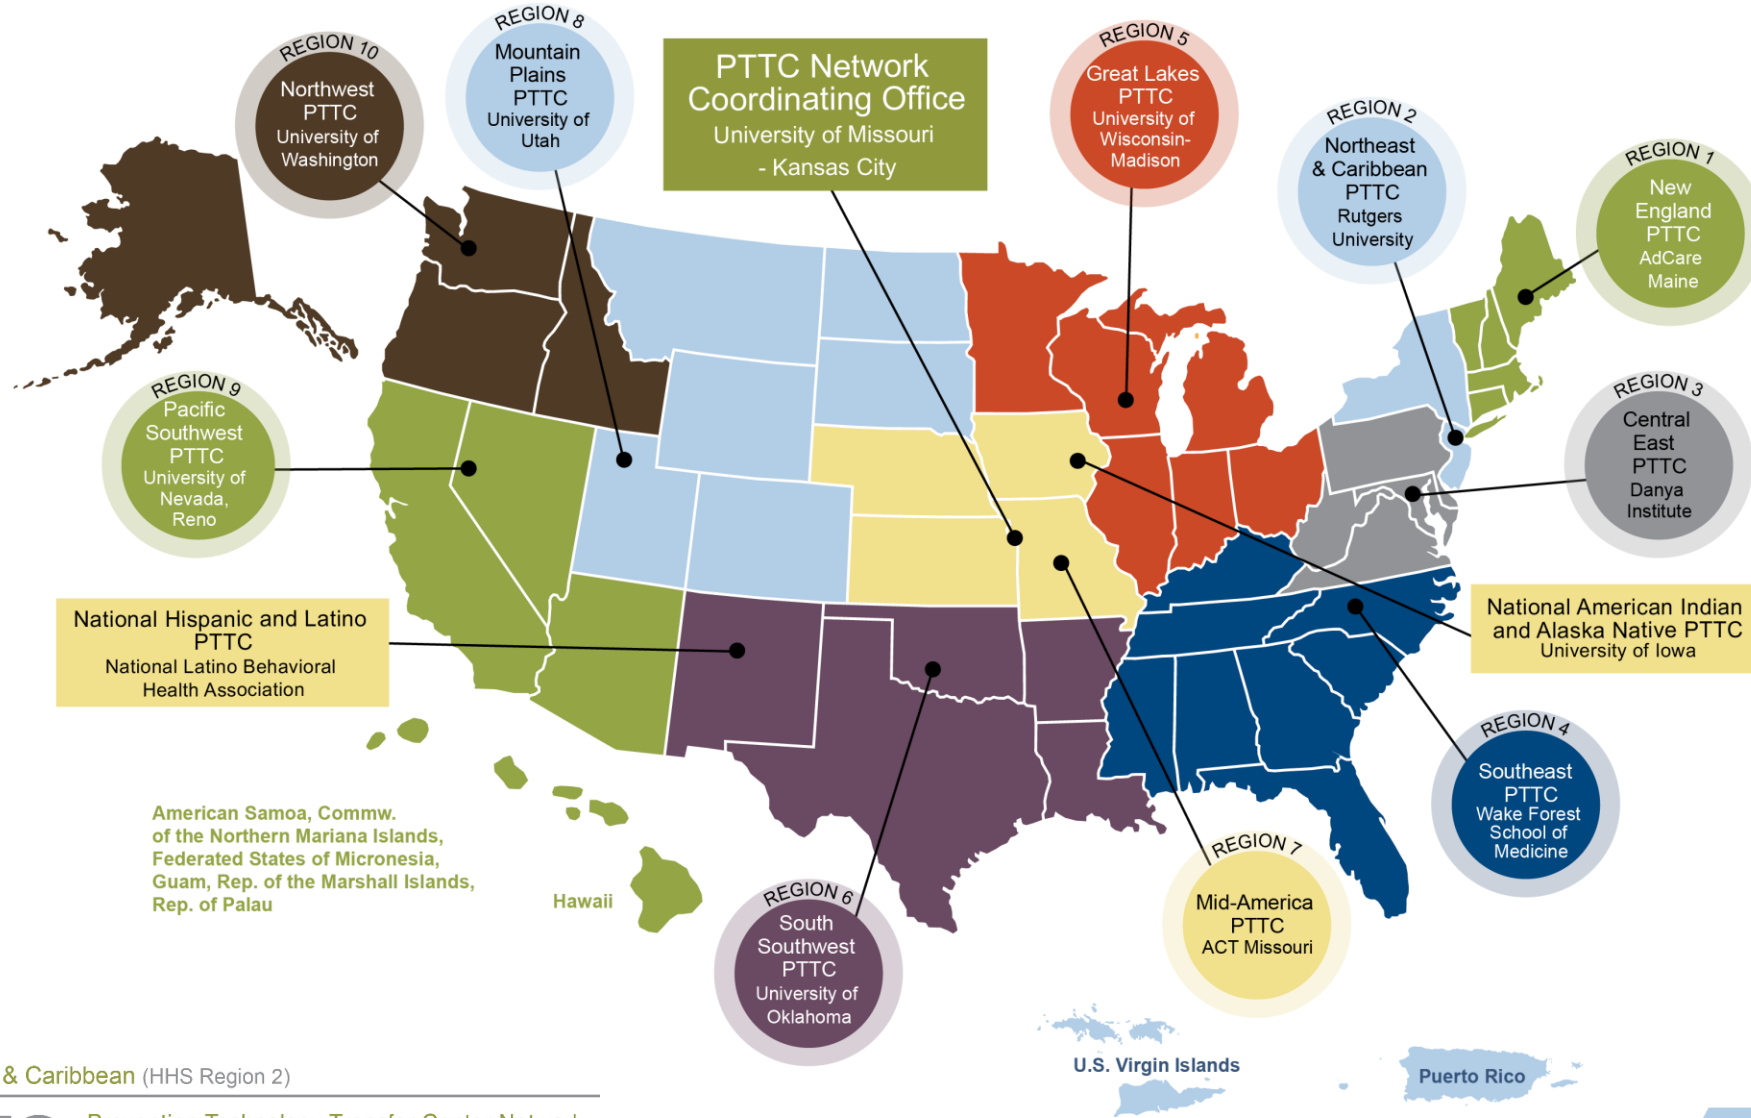 REGION 10
Northwest
PTTC
University of
Washington
REGION 8
Mountain
Plains
PTTC
University of
Utah
PTTC Network
Coordinating Office
University of Missouri
- Kansas City
REGION 5
Great Lakes
PTTC
University of
Wisconsin-
Madison
REGION 2
Northeast
& Caribbean
PTTC
Rutgers
University
REGION 1
New
England
PTTC
AdCare
Maine
REGION 9
Pacific
Southwest
PTTC
University of
Nevada,
Reno
REGION 3
Central
East
PTTC
Danya
Institute
National Hispanic and Latino
PTTC
National Latino Behavioral
Health Association
National American Indian
and Alaska Native PTTC
University of Iowa
REGION 4
Southeast
PTTC
Wake Forest
School of
Medicine
American Samoa, Commw.
of the Northern Mariana Islands,
Federated States of Micronesia,
Guam, Rep. of the Marshall Islands,
Rep. of Palau
Hawaii
REGION 6
South
Southwest
PTTC
University of
Oklahoma
REGION 7
Mid-America
PTTC
ACT Missouri
U.S. Virgin Islands
Puerto Rico
& Caribbean (HHS Region 2)